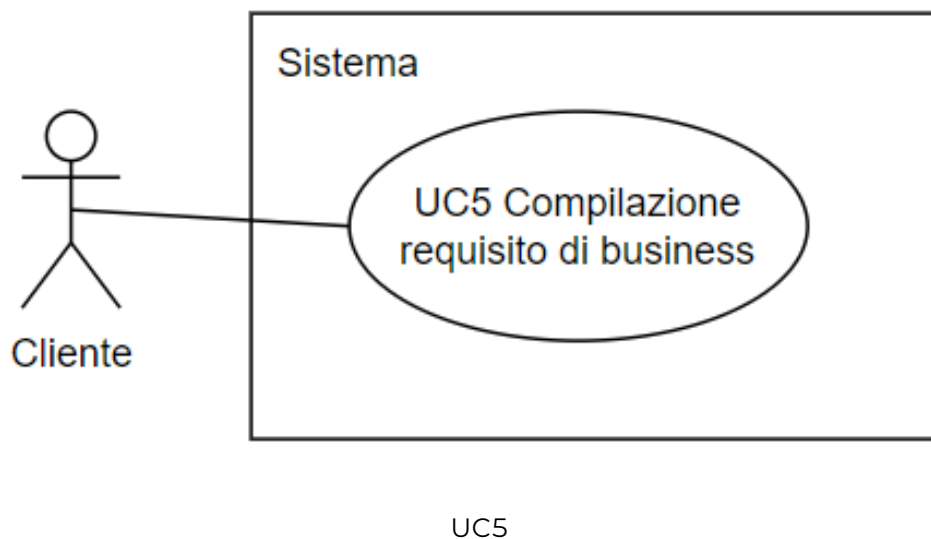 Sistema
UC5 Compilazione
requisito di business
Cliente
UC5